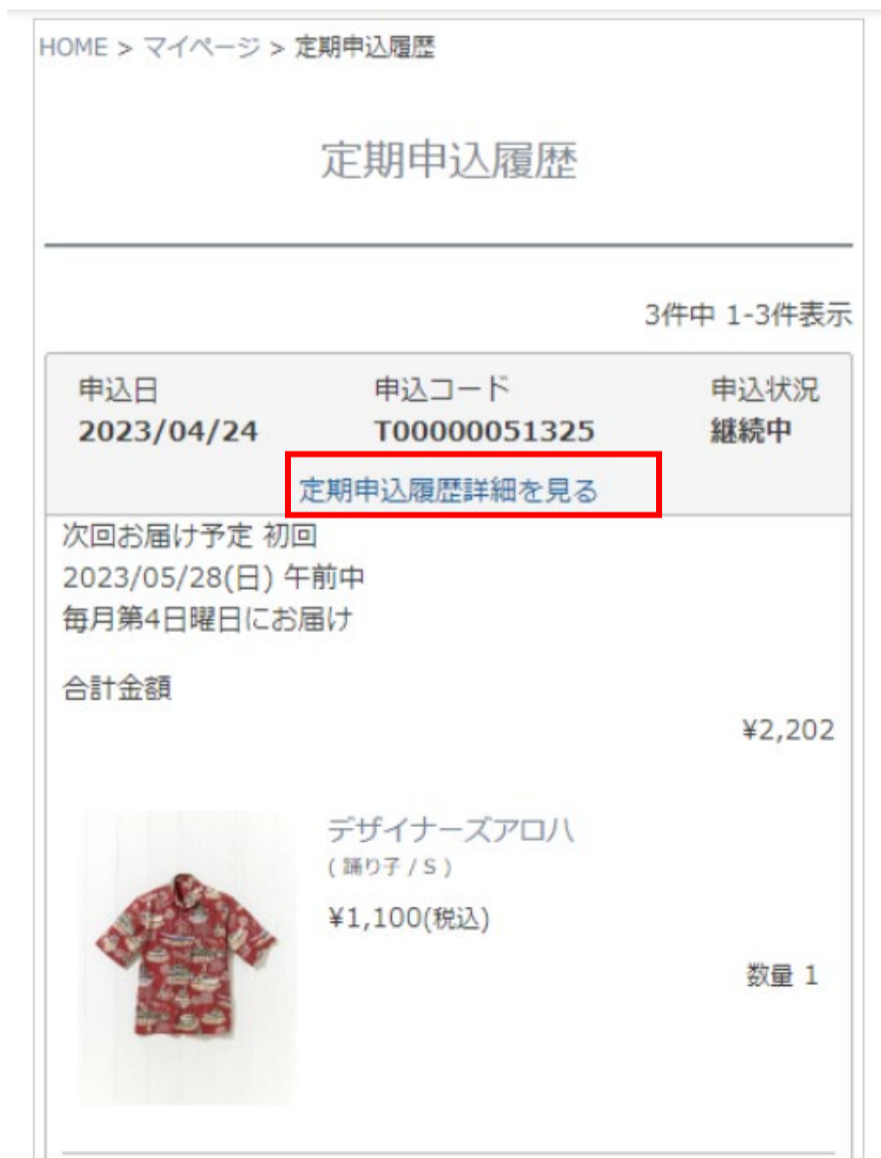 HOME > マイページ > 定期申込履歴
定期申込履歴
3件中 1-3件表示
申込日 申込コード 申込状況
2023/04/24 T00000051325 継続中
定期申込履歴詳細を見る
次回お届け予定 初回
2023/05/28(日) 午前中
毎月第4日曜日にお届け
合計金額
¥2,202
デザイナーズアロハ
( 踊り子 / S )
¥1,100(税込)
数量 1